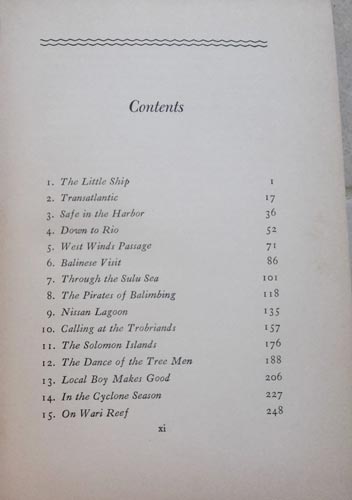 Contents
1. The Little Ship 1
2. Transatlantic 17
3. Safe in the Harbor 36
4. Down to Rio 52
5. West Winds Passage 71
6. Balinese Visit 86
7. Through the Sulu Sea 101
8. The Pirates of Balimbing 118
9. Nissan Lagoon 135
10. Calling at the Trobriands 157
11. The Solomon Islands 176
12. The Dance of the Tree Men 188
13. Local Boy Makes Good 206
14. In the Cyclone Season 227
15. On Wari Reef 248
xi